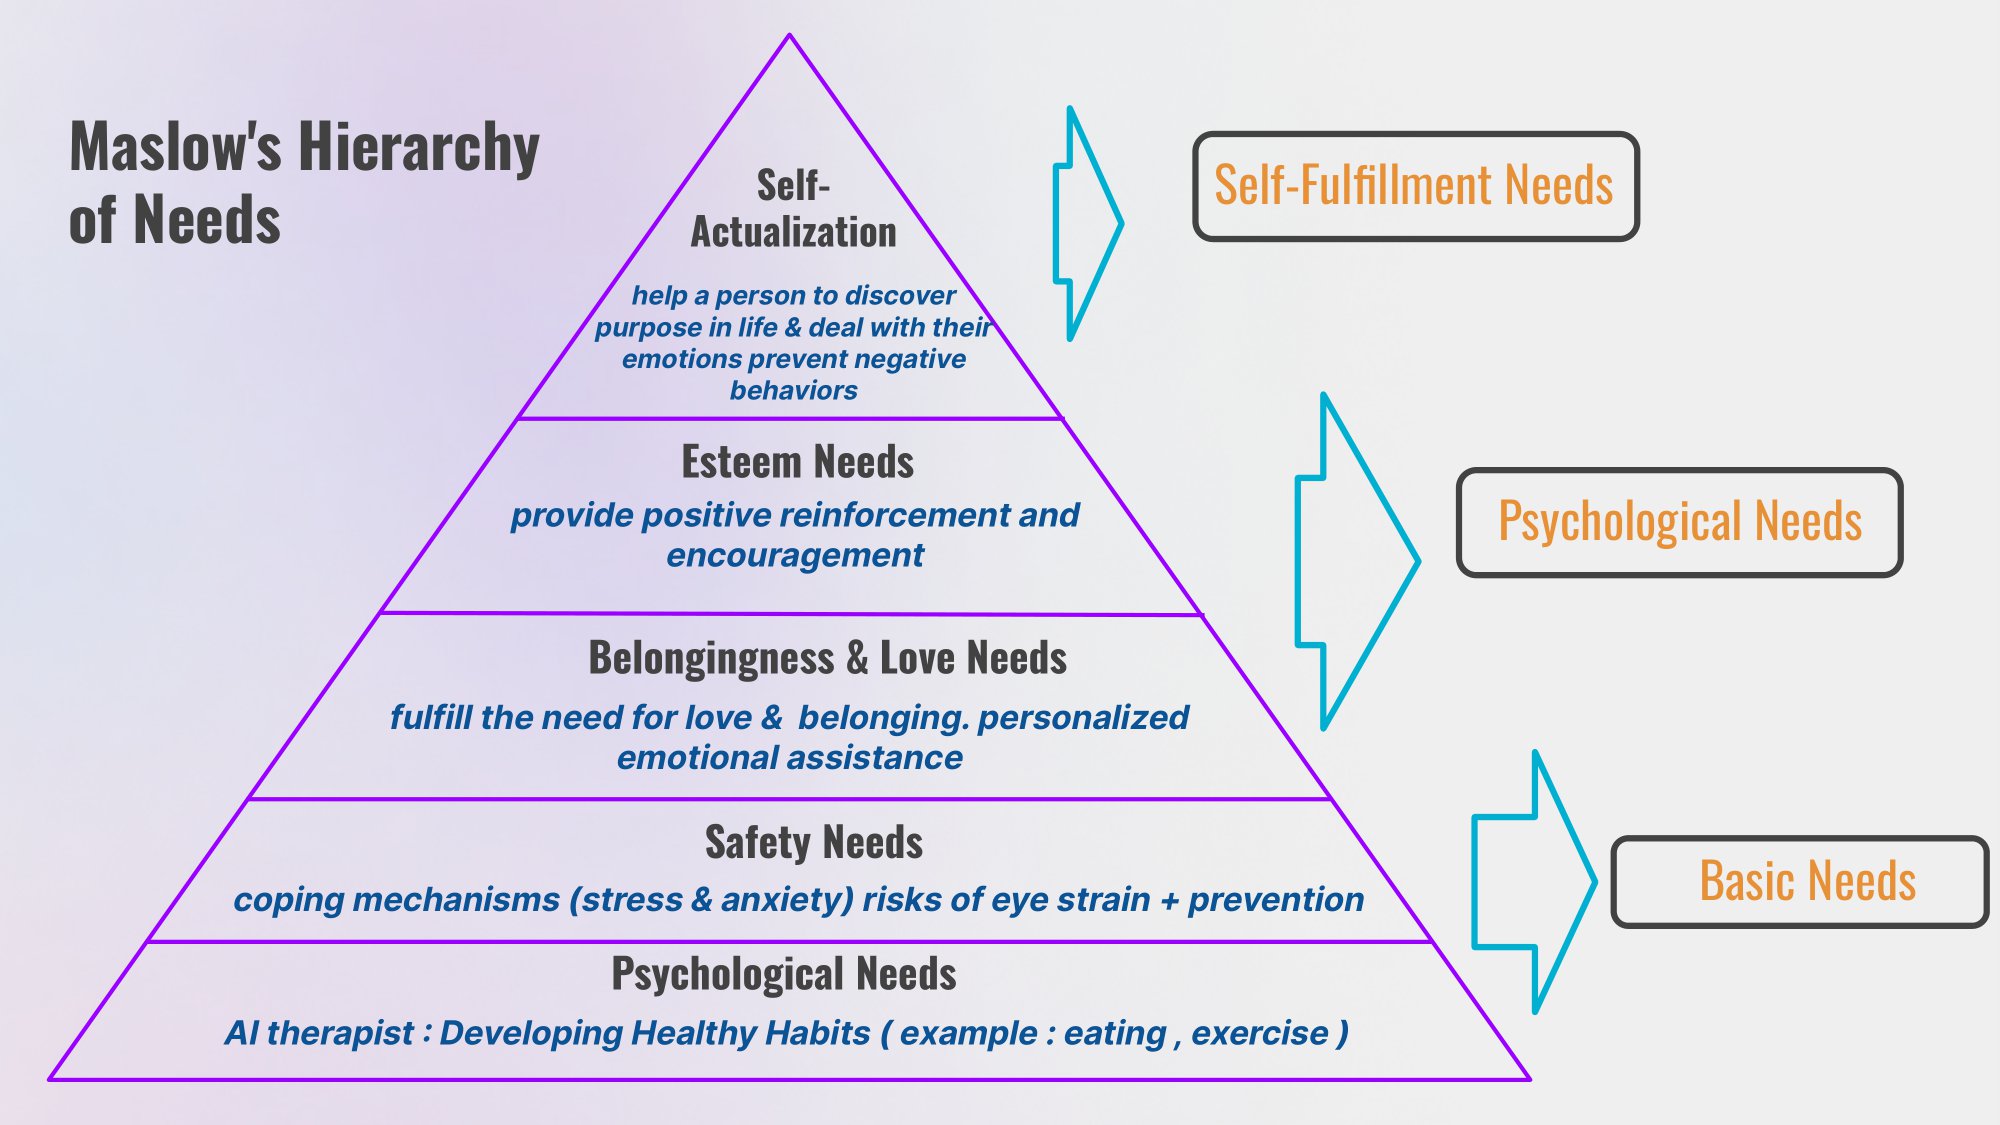 Maslow's Hierarchy
of Needs
Self-
Actualization
help a person to discover
purpose in life & deal with their
emotions prevent negative
behaviors
Self-Fulfillment Needs
Esteem Needs
provide positive reinforcement and
encouragement
Psychological Needs
Belongingness & Love Needs
fulfill the need for love &  belonging. personalized
emotional assistance
Safety Needs
coping mechanisms (stress & anxiety) risks of eye strain + prevention
Basic Needs
Psychological Needs
AI therapist : Developing Healthy Habits ( example : eating , exercise )